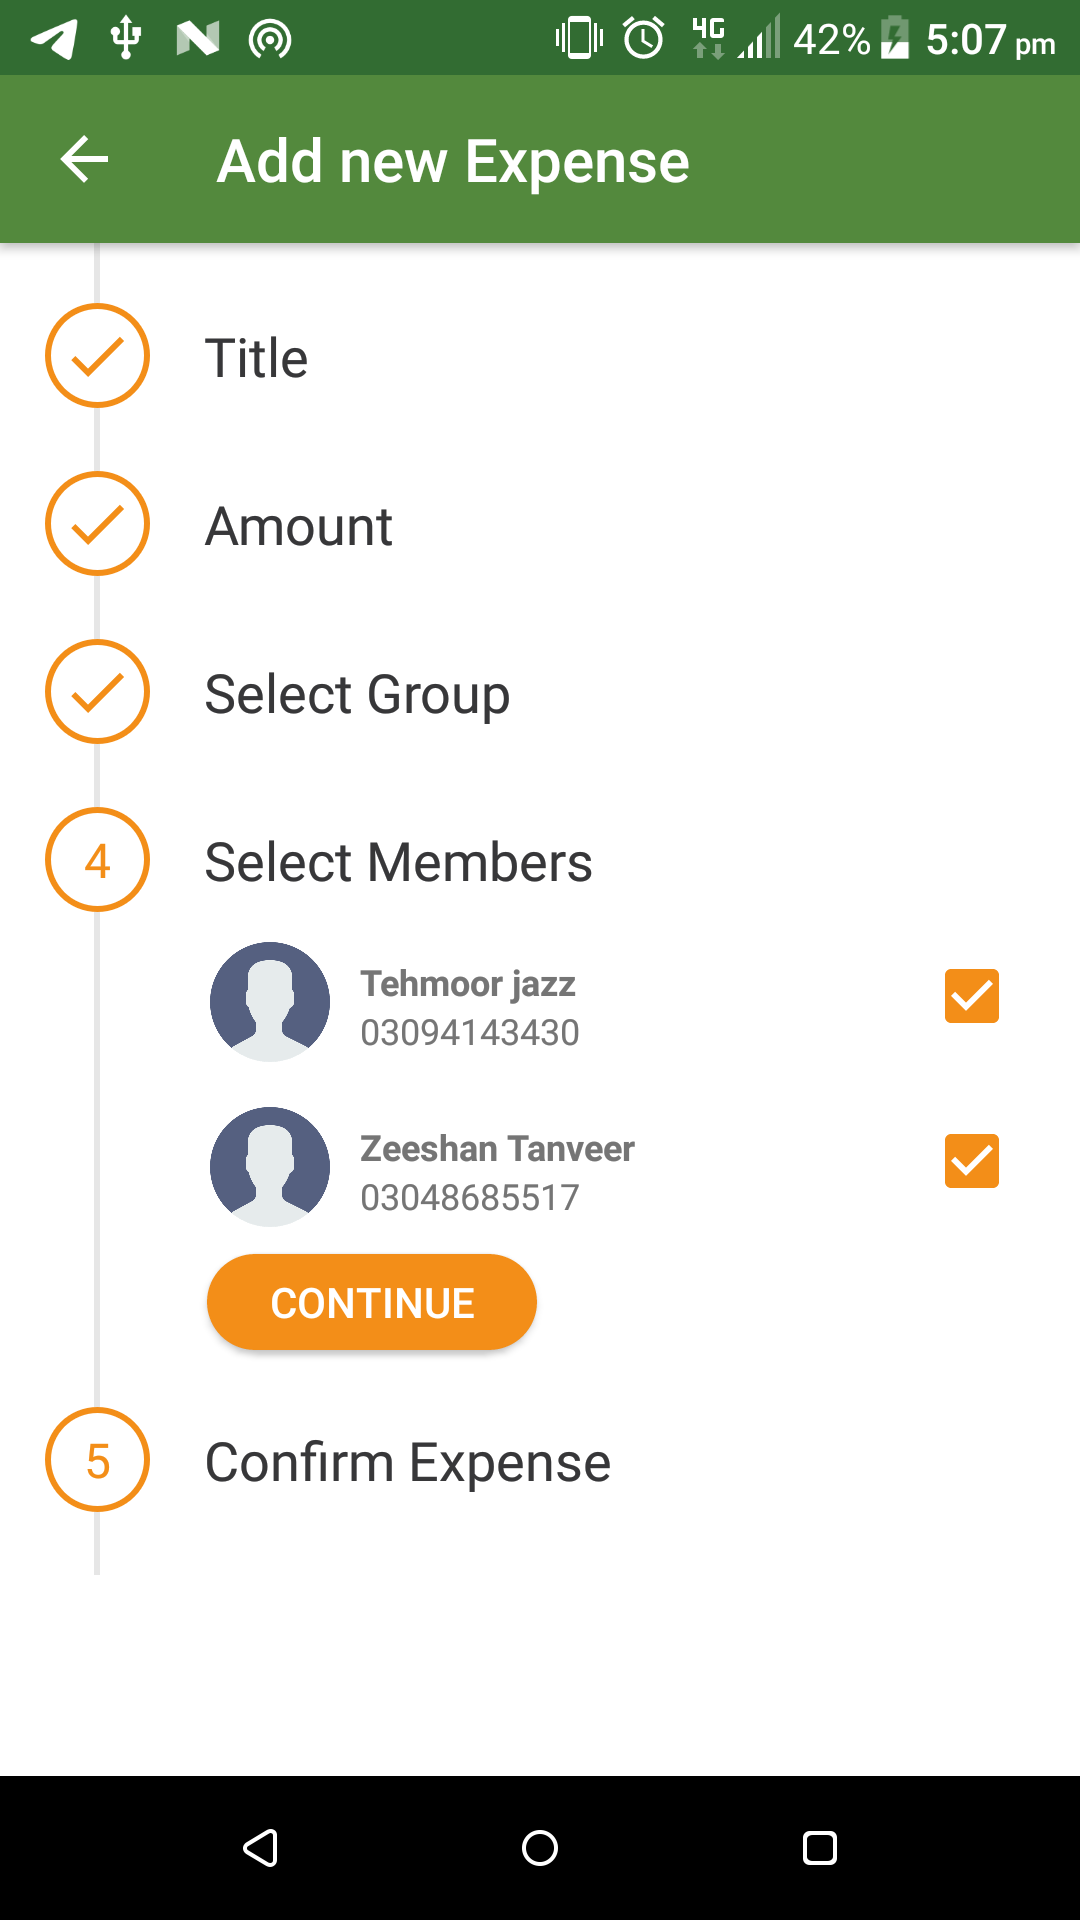 4G 42% 5:07 pm
Add new Expense
Title
Amount
Select Group
4 Select Members
Tehmoor jazz
03094143430
Zeeshan Tanveer
03048685517
CONTINUE
5 Confirm Expense